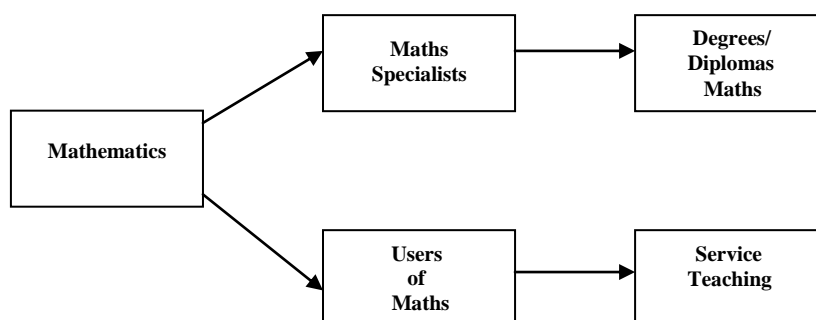 Mathematics
Maths
Specialists
Degrees/
Diplomas
Maths
Users
of
Maths
Service
Teaching